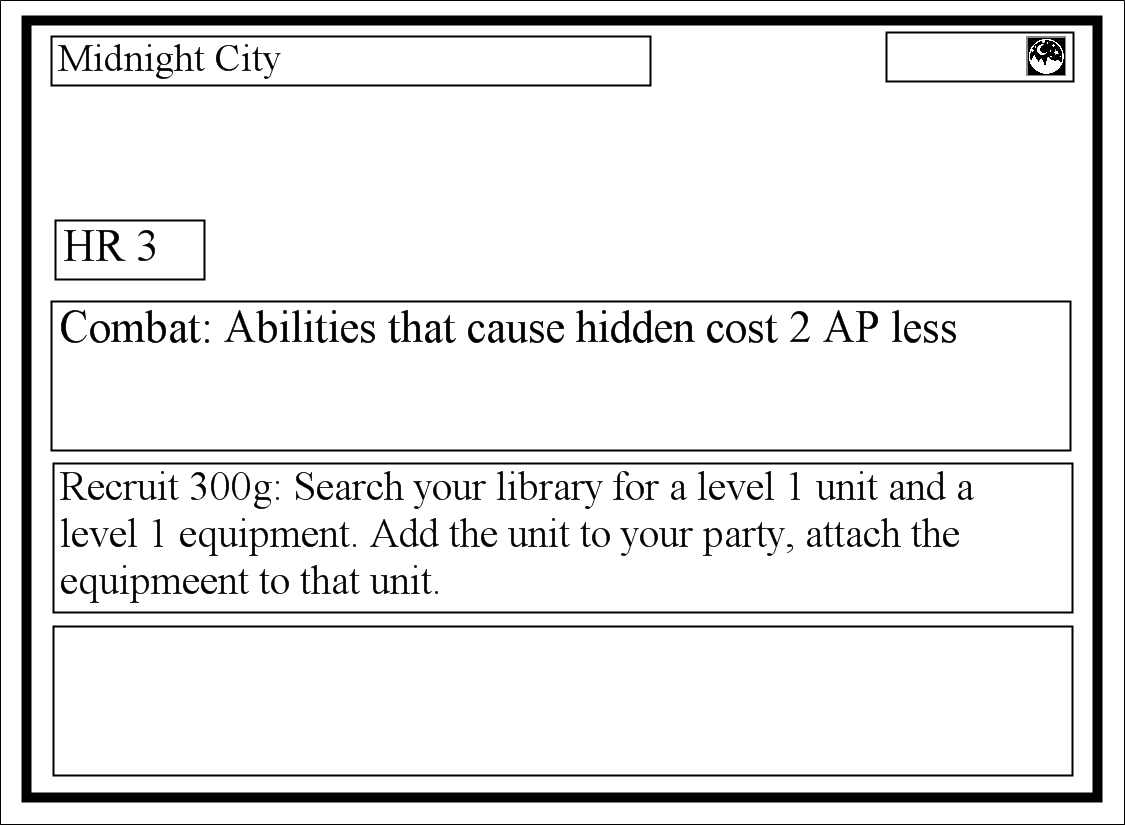 Midnight City
HR 3
Combat: Abilities that cause hidden cost 2 AP less
Recruit 300g: Search your library for a level 1 unit and a
level 1 equipment. Add the unit to your party, attach the
equipmeent to that unit.